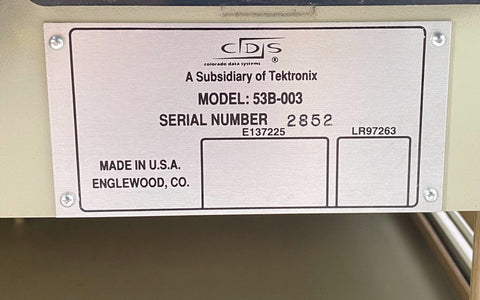 CDS
colorado data systems ®
A Subsidiary of Tektronix
MODEL: 53B-003
SERIAL NUMBER 2852
E137225 LR97263
MADE IN U.S.A.
ENGLEWOOD, CO.